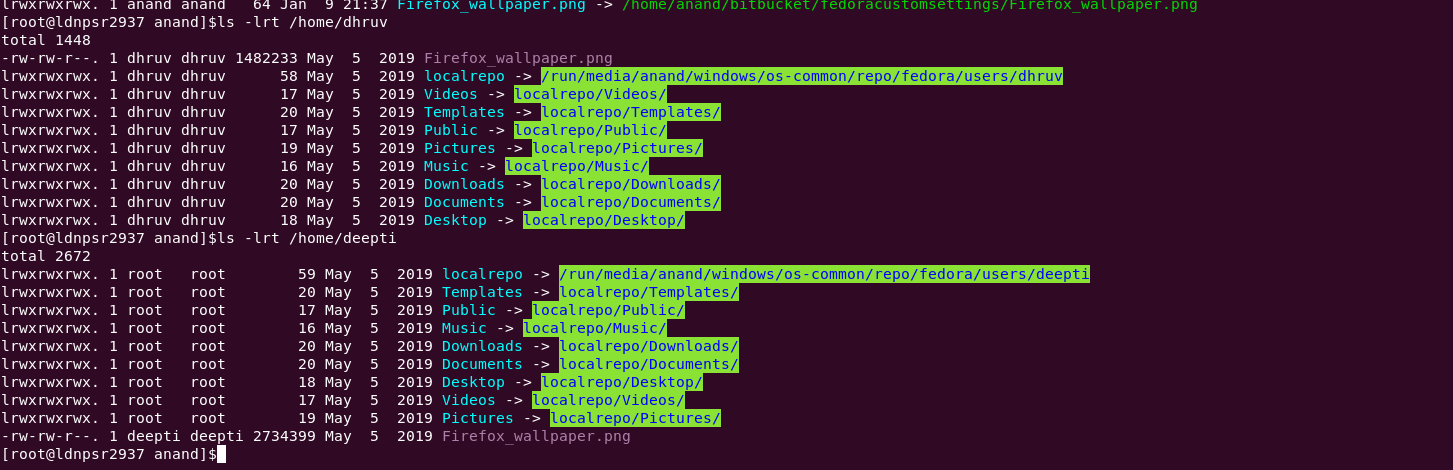 lrwxrwxrwx. 1 anand anand   64 Jan  9 21:37 Firefox_wallpaper.png -> /home/anand/bitbucket/fedoracustomsettings/Firefox_wallpaper.png
[root@ldnpsr2937 anand]$ls -lrt /home/dhruv
total 1448
-rw-rw-r--. 1 dhruv dhruv 1482233 May  5  2019 Firefox_wallpaper.png
lrwxrwxrwx. 1 dhruv dhruv      58 May  5  2019 localrepo -> /run/media/anand/windows/os-common/repo/fedora/users/dhruv
lrwxrwxrwx. 1 dhruv dhruv      17 May  5  2019 Videos -> localrepo/Videos/
lrwxrwxrwx. 1 dhruv dhruv      20 May  5  2019 Templates -> localrepo/Templates/
lrwxrwxrwx. 1 dhruv dhruv      17 May  5  2019 Public -> localrepo/Public/
lrwxrwxrwx. 1 dhruv dhruv      19 May  5  2019 Pictures -> localrepo/Pictures/
lrwxrwxrwx. 1 dhruv dhruv      16 May  5  2019 Music -> localrepo/Music/
lrwxrwxrwx. 1 dhruv dhruv      20 May  5  2019 Downloads -> localrepo/Downloads/
lrwxrwxrwx. 1 dhruv dhruv      20 May  5  2019 Documents -> localrepo/Documents/
lrwxrwxrwx. 1 dhruv dhruv      18 May  5  2019 Desktop -> localrepo/Desktop/
[root@ldnpsr2937 anand]$ls -lrt /home/deepti
total 2672
lrwxrwxrwx. 1 root   root        59 May  5  2019 localrepo -> /run/media/anand/windows/os-common/repo/fedora/users/deepti
lrwxrwxrwx. 1 root   root        20 May  5  2019 Templates -> localrepo/Templates/
lrwxrwxrwx. 1 root   root        17 May  5  2019 Public -> localrepo/Public/
lrwxrwxrwx. 1 root   root        16 May  5  2019 Music -> localrepo/Music/
lrwxrwxrwx. 1 root   root        20 May  5  2019 Downloads -> localrepo/Downloads/
lrwxrwxrwx. 1 root   root        20 May  5  2019 Documents -> localrepo/Documents/
lrwxrwxrwx. 1 root   root        18 May  5  2019 Desktop -> localrepo/Desktop/
lrwxrwxrwx. 1 root   root        17 May  5  2019 Videos -> localrepo/Videos/
lrwxrwxrwx. 1 root   root        19 May  5  2019 Pictures -> localrepo/Pictures/
-rw-rw-r--. 1 deepti deepti 2734399 May  5  2019 Firefox_wallpaper.png
[root@ldnpsr2937 anand]$